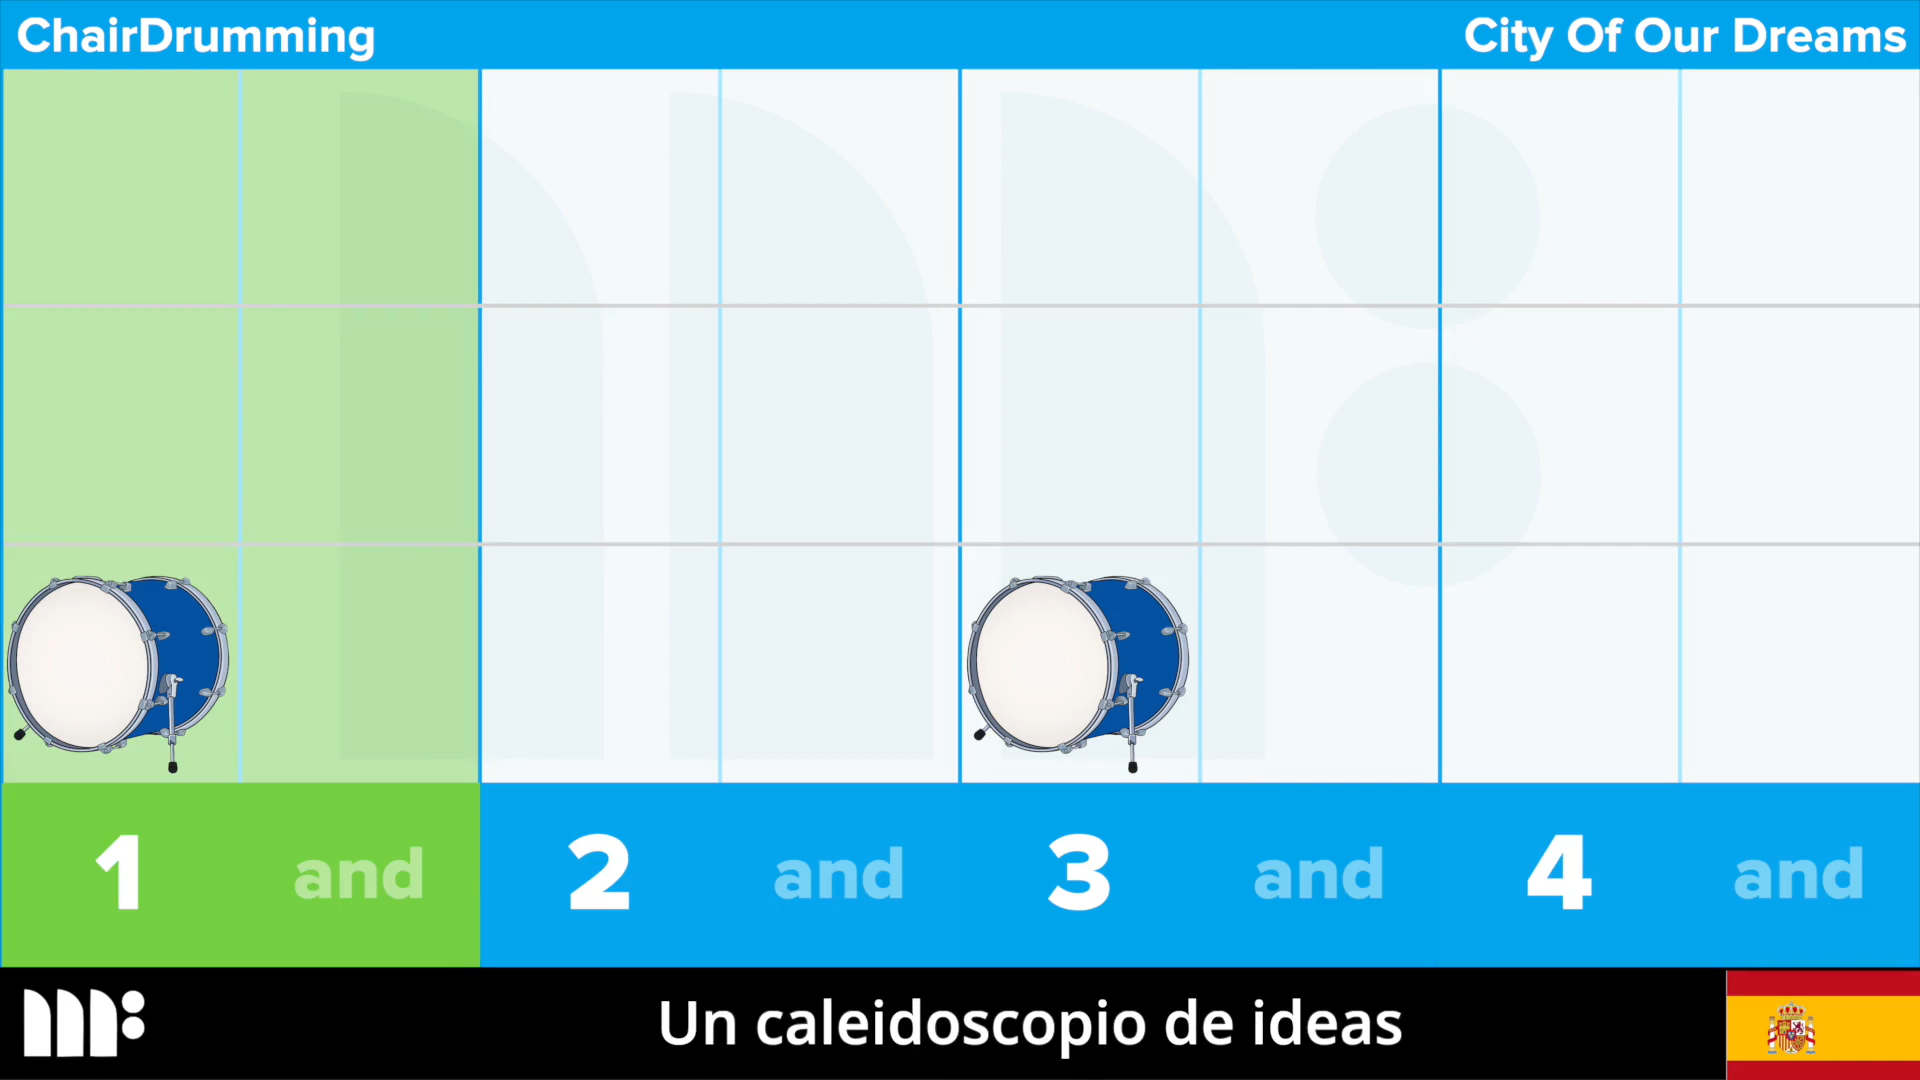 ChairDrumming
City Of Our Dreams
1 and 2 and 3 and 4 and
Un caleidoscopio de ideas